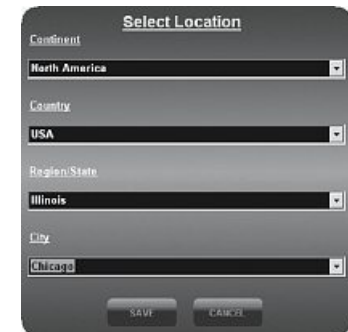 Select Location
Continent
North America
Country
USA
Region/State
Illinois
City
Chicago
SAVE CANCEL